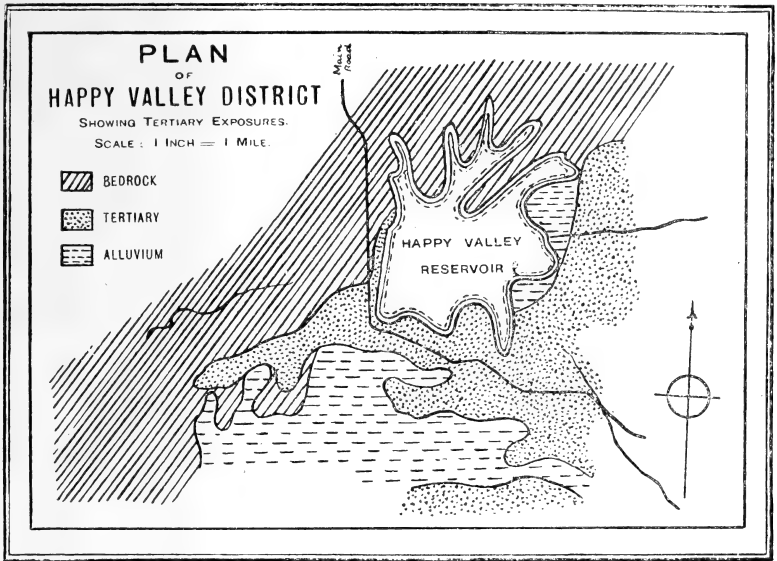 PLAN
OF
HAPPY VALLEY DISTRICT
SHOWING TERTIARY EXPOSURES.
SCALE : 1 INCH = 1 MILE.
BEDROCK
TERTIARY
ALLUVIUM
Main
Road
HAPPY VALLEY
RESERVOIR